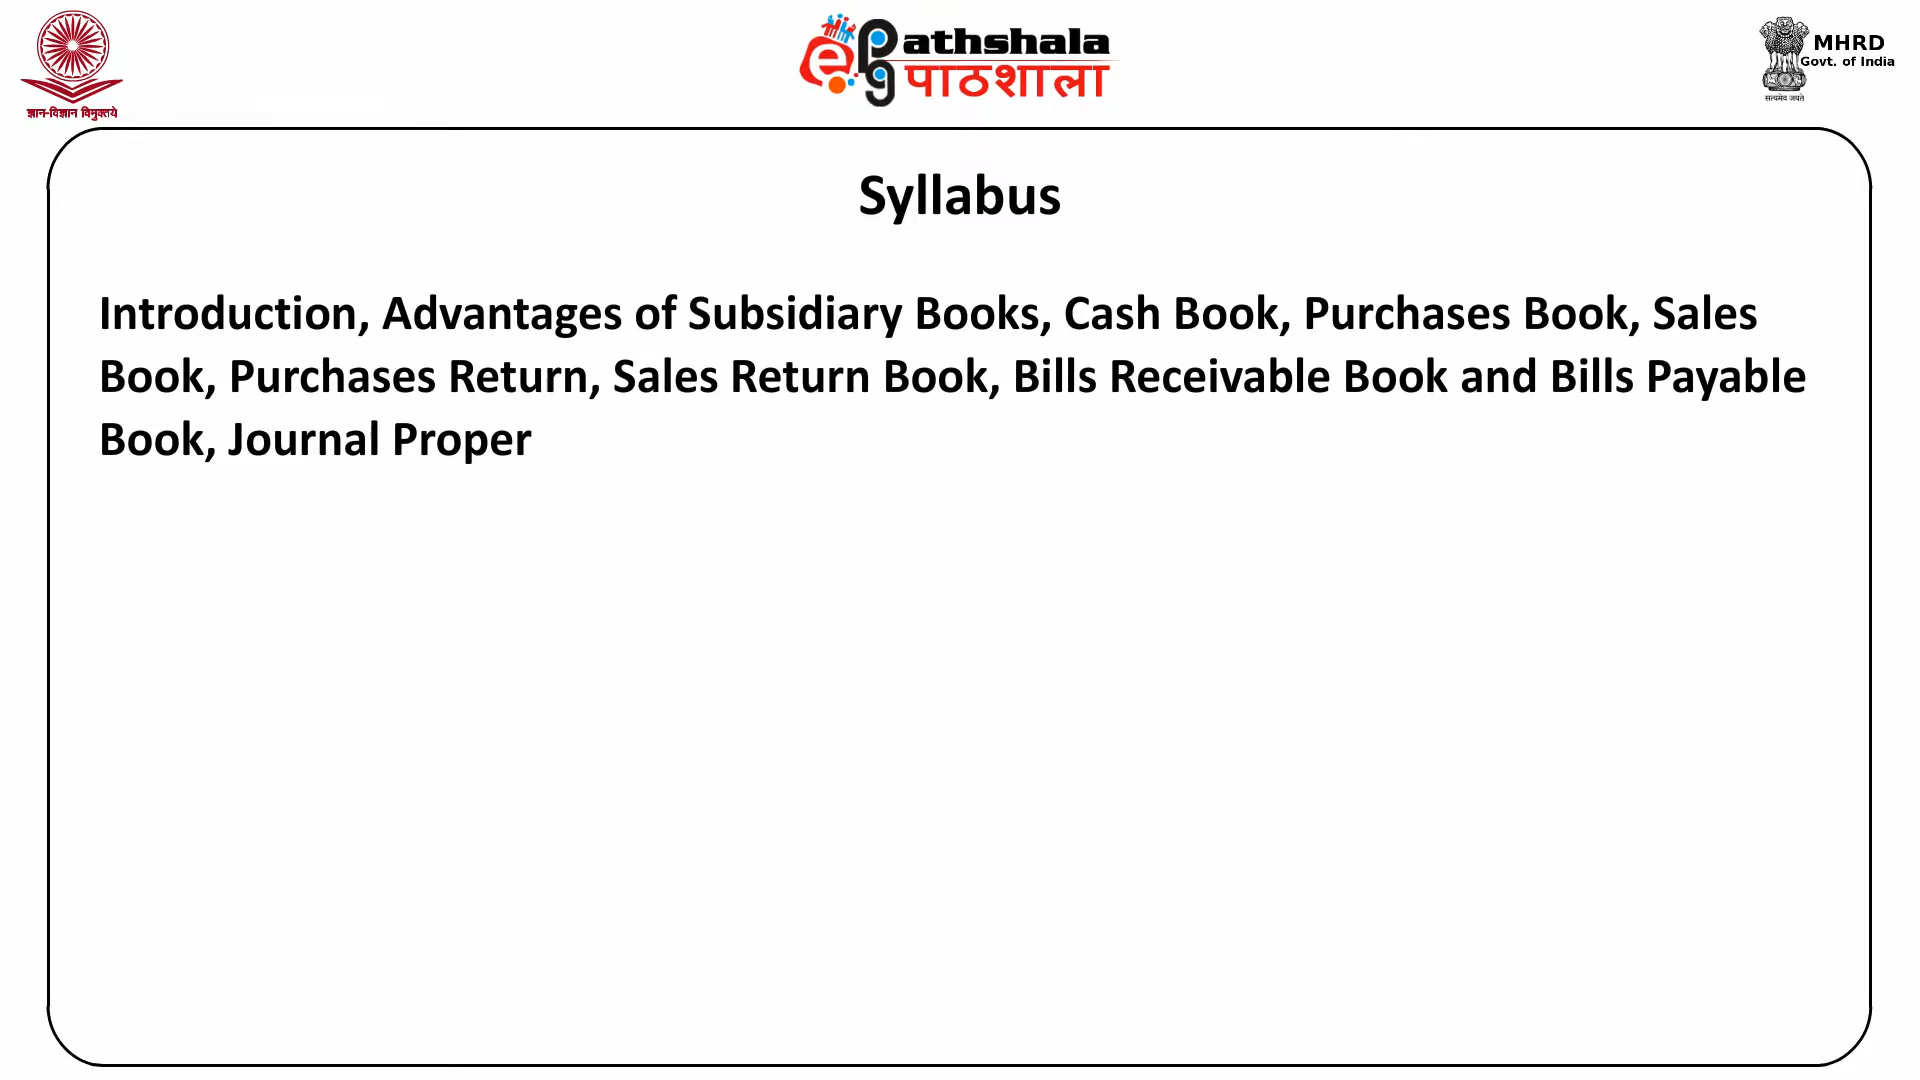 ज्ञान-विज्ञान विमुक्तये
e pg athshala
पाठशाला
MHRD
Govt. of India
सत्यमेव जयते
Syllabus
Introduction, Advantages of Subsidiary Books, Cash Book, Purchases Book, Sales
Book, Purchases Return, Sales Return Book, Bills Receivable Book and Bills Payable
Book, Journal Proper